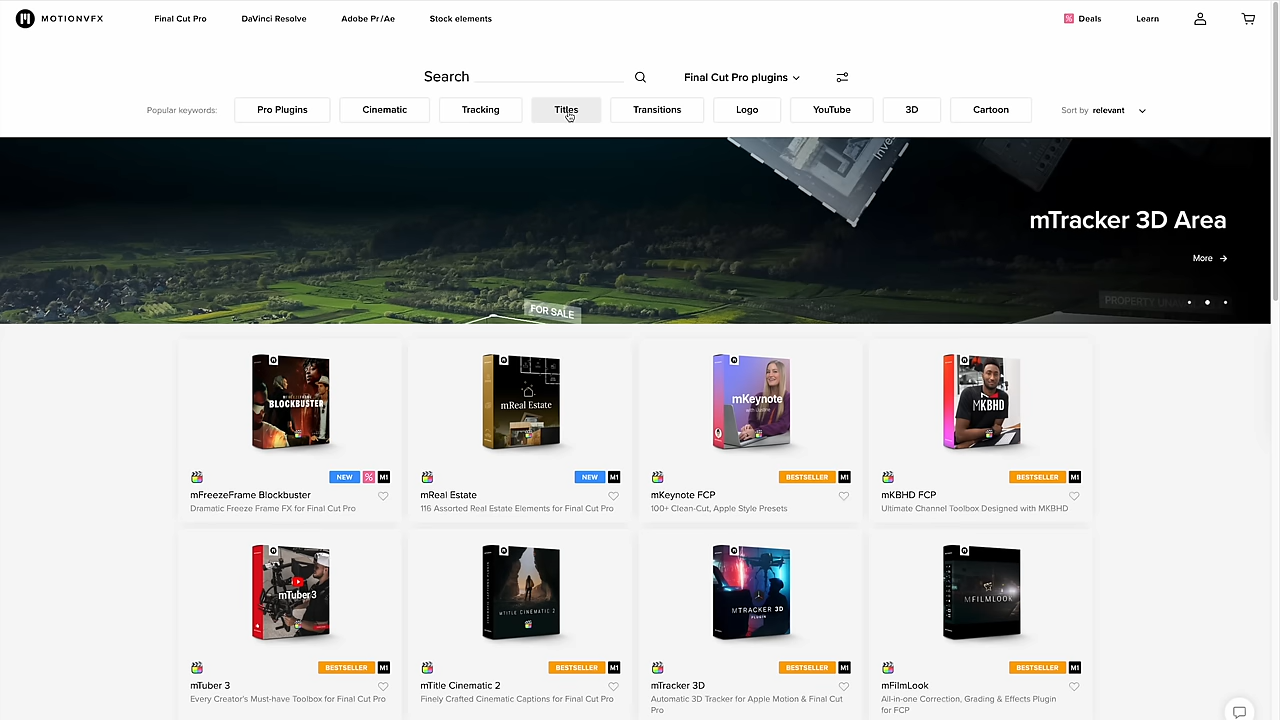 MOTIONVFX
Final Cut Pro
DaVinci Resolve
Adobe Pr/Ae
Stock elements
% Deals
Learn
Search
Final Cut Pro plugins
Popular keywords:
Pro Plugins
Cinematic
Tracking
Titles
Transitions
Logo
YouTube
3D
Cartoon
Sort by relevant
Inves
mTracker 3D Area
More
FOR SALE
BLOCKBUSTER
NEW % M1
mFreezeFrame Blockbuster
Dramatic Freeze Frame FX for Final Cut Pro
mReal Estate
NEW M1
mReal Estate
116 Assorted Real Estate Elements for Final Cut Pro
mKeynote
BESTSELLER M1
mKeynote FCP
100+ Clean-Cut, Apple Style Presets
MKBHD
BESTSELLER M1
mKBHD FCP
Ultimate Channel Toolbox Designed with MKBHD
mTuber 3
BESTSELLER M1
mTuber 3
Every Creator's Must-have Toolbox for Final Cut Pro
MTITLE CINEMATIC 2
BESTSELLER M1
mTitle Cinematic 2
Finely Crafted Cinematic Captions for Final Cut Pro
MTRACKER 3D
PLUGIN
BESTSELLER M1
mTracker 3D
Automatic 3D Tracker for Apple Motion & Final Cut
Pro
MFILMLOOK
BESTSELLER M1
mFilmLook
All-in-one Correction, Grading & Effects Plugin
for FCP